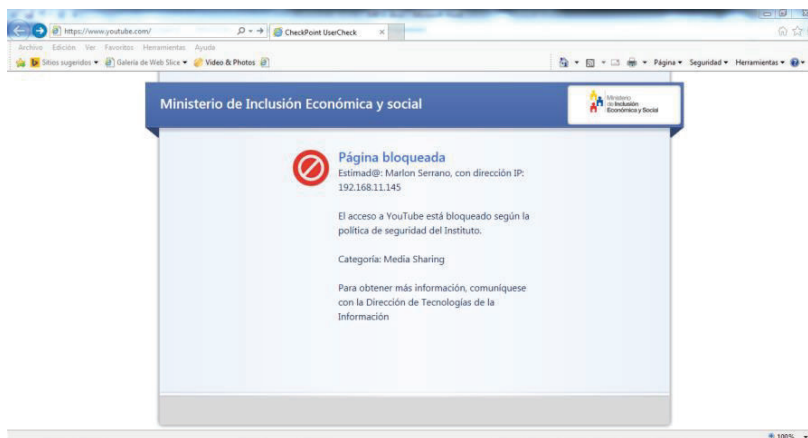 https://www.youtube.com/
CheckPoint UserCheck
Archivo Edición Ver Favoritos Herramientas Ayuda
Sitios sugeridos Galería de Web Slice Video & Photos
Página Seguridad Herramientas
Ministerio de Inclusión Económica y social
Ministerio
de Inclusión
Económica y Social
Página bloqueada
Estimad@: Marlon Serrano, con dirección IP:
192.168.11.145
El acceso a YouTube está bloqueado según la
política de seguridad del Instituto.
Categoría: Media Sharing
Para obtener más información, comuníquese
con la Dirección de Tecnologías de la
Información
100%